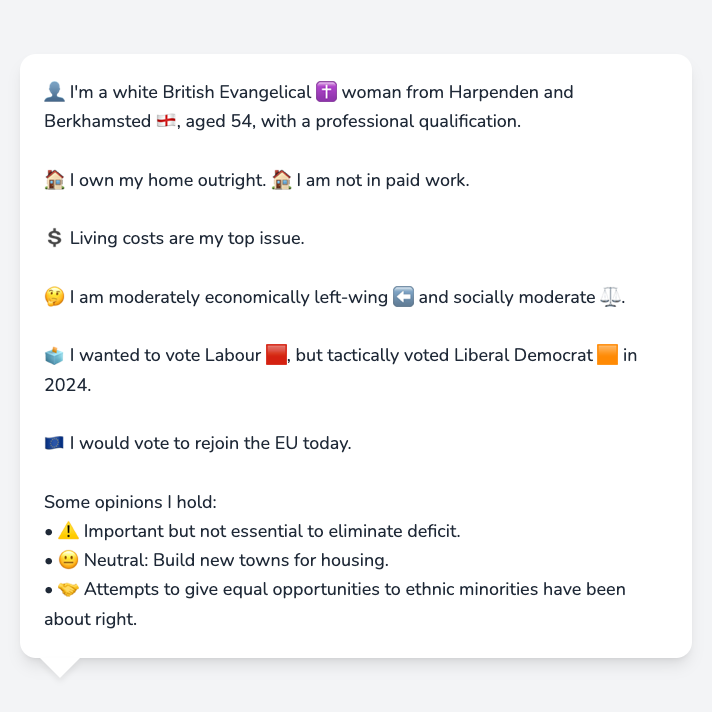 👤 I'm a white British Evangelical ✝️ woman from Harpenden and
Berkhamsted 🏴󠁧󠁢󠁥󠁮󠁧󠁿, aged 54, with a professional qualification.
🏠 I own my home outright. 🏠 I am not in paid work.
💲 Living costs are my top issue.
🤔 I am moderately economically left-wing ⬅️ and socially moderate ⚖️.
🗳️ I wanted to vote Labour 🟥, but tactically voted Liberal Democrat 🟧 in
2024.
🇪🇺 I would vote to rejoin the EU today.
Some opinions I hold:
• ⚠️ Important but not essential to eliminate deficit.
• 😐 Neutral: Build new towns for housing.
• 🤝 Attempts to give equal opportunities to ethnic minorities have been
about right.